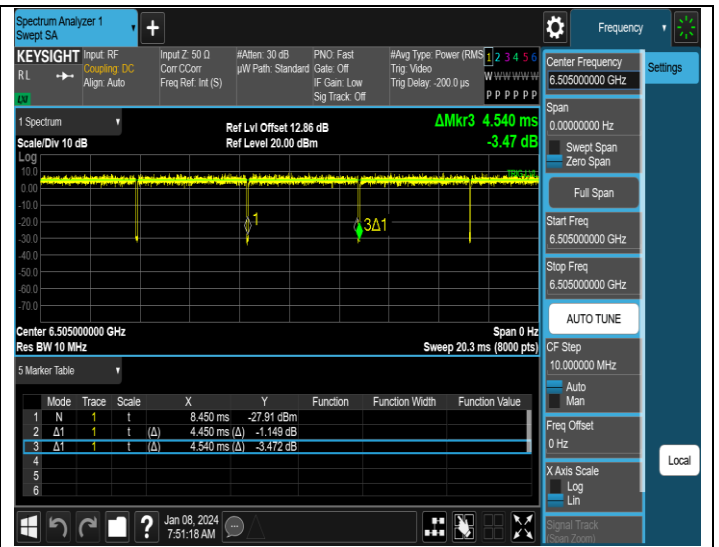 Spectrum Analyzer 1
Swept SA
+
Frequency
KEYSIGHT
RL
LXI
Input: RF
Coupling: DC
Align: Auto
Input Z: 50 Ω
Corr CCorr
Freq Ref: Int (S)
#Atten: 30 dB
µW Path: Standard
PNO: Fast
Gate: Off
IF Gain: Low
Sig Track: Off
#Avg Type: Power (RMS
Trig: Video
Trig Delay: -200.0 µs
1 2 3 4 5 6
W W W W W W
P P P P P P
1 Spectrum
Scale/Div 10 dB
Log
Ref Lvl Offset 12.86 dB
Ref Level 20.00 dBm
ΔMkr3 4.540 ms
-3.47 dB
10.0
0.00
-10.0
-20.0
-30.0
-40.0
-50.0
-60.0
-70.0
1
3Δ1
Center 6.505000000 GHz
Res BW 10 MHz
Span 0 Hz
Sweep 20.3 ms (8000 pts)
5 Marker Table
Mode Trace Scale X Y Function Function Width Function Value
1 N 1 t 8.450 ms -27.91 dBm
2 Δ1 1 t (Δ) 4.450 ms (Δ) -1.149 dB
3 Δ1 1 t (Δ) 4.540 ms (Δ) -3.472 dB
4
5
6
?
Jan 08, 2024
7:51:18 AM
Center Frequency
6.505000000 GHz
Span
0.00000000 Hz
Swept Span
Zero Span
Full Span
Start Freq
6.505000000 GHz
Stop Freq
6.505000000 GHz
AUTO TUNE
CF Step
10.000000 MHz
Auto
Man
Freq Offset
0 Hz
X Axis Scale
Log
Lin
Signal Track
(Span Zoom)
Settings
Local